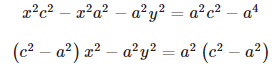 x²c² − x²a² − a²y² = a²c² − a⁴
(c² − a²) x² − a²y² = a² (c² − a²)